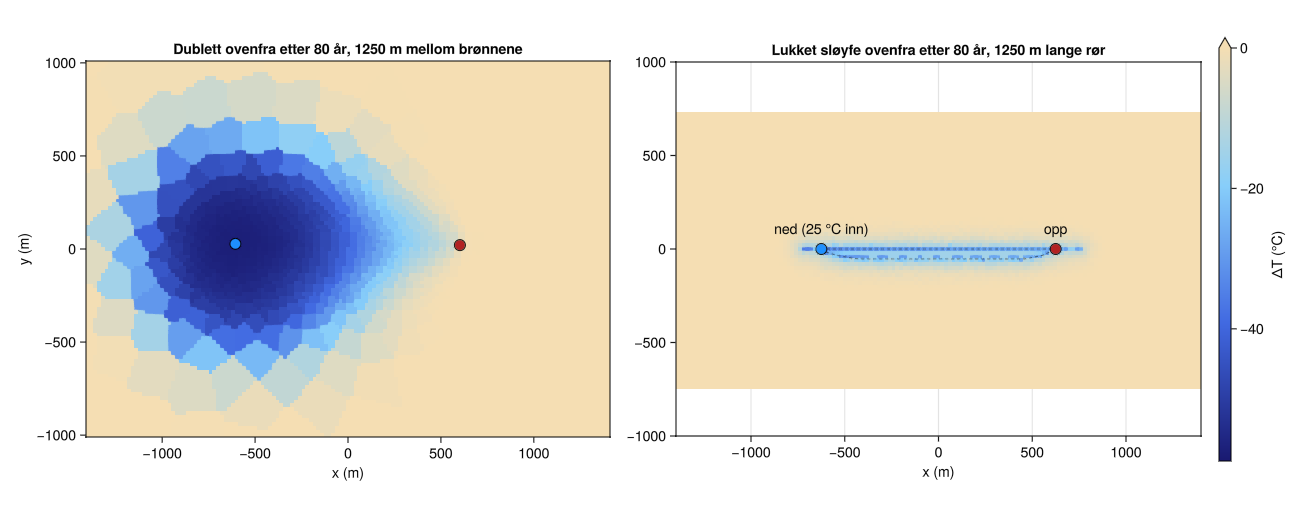 Dublett ovenfra etter 80 år, 1250 m mellom brønnene
1000
500
0
−500
−1000
y (m)
−1000
−500
0
500
1000
x (m)
Lukket sløyfe ovenfra etter 80 år, 1250 m lange rør
1000
500
0
−500
−1000
ned (25 °C inn)
opp
−1000
−500
0
500
1000
x (m)
0
−20
−40
ΔT (°C)